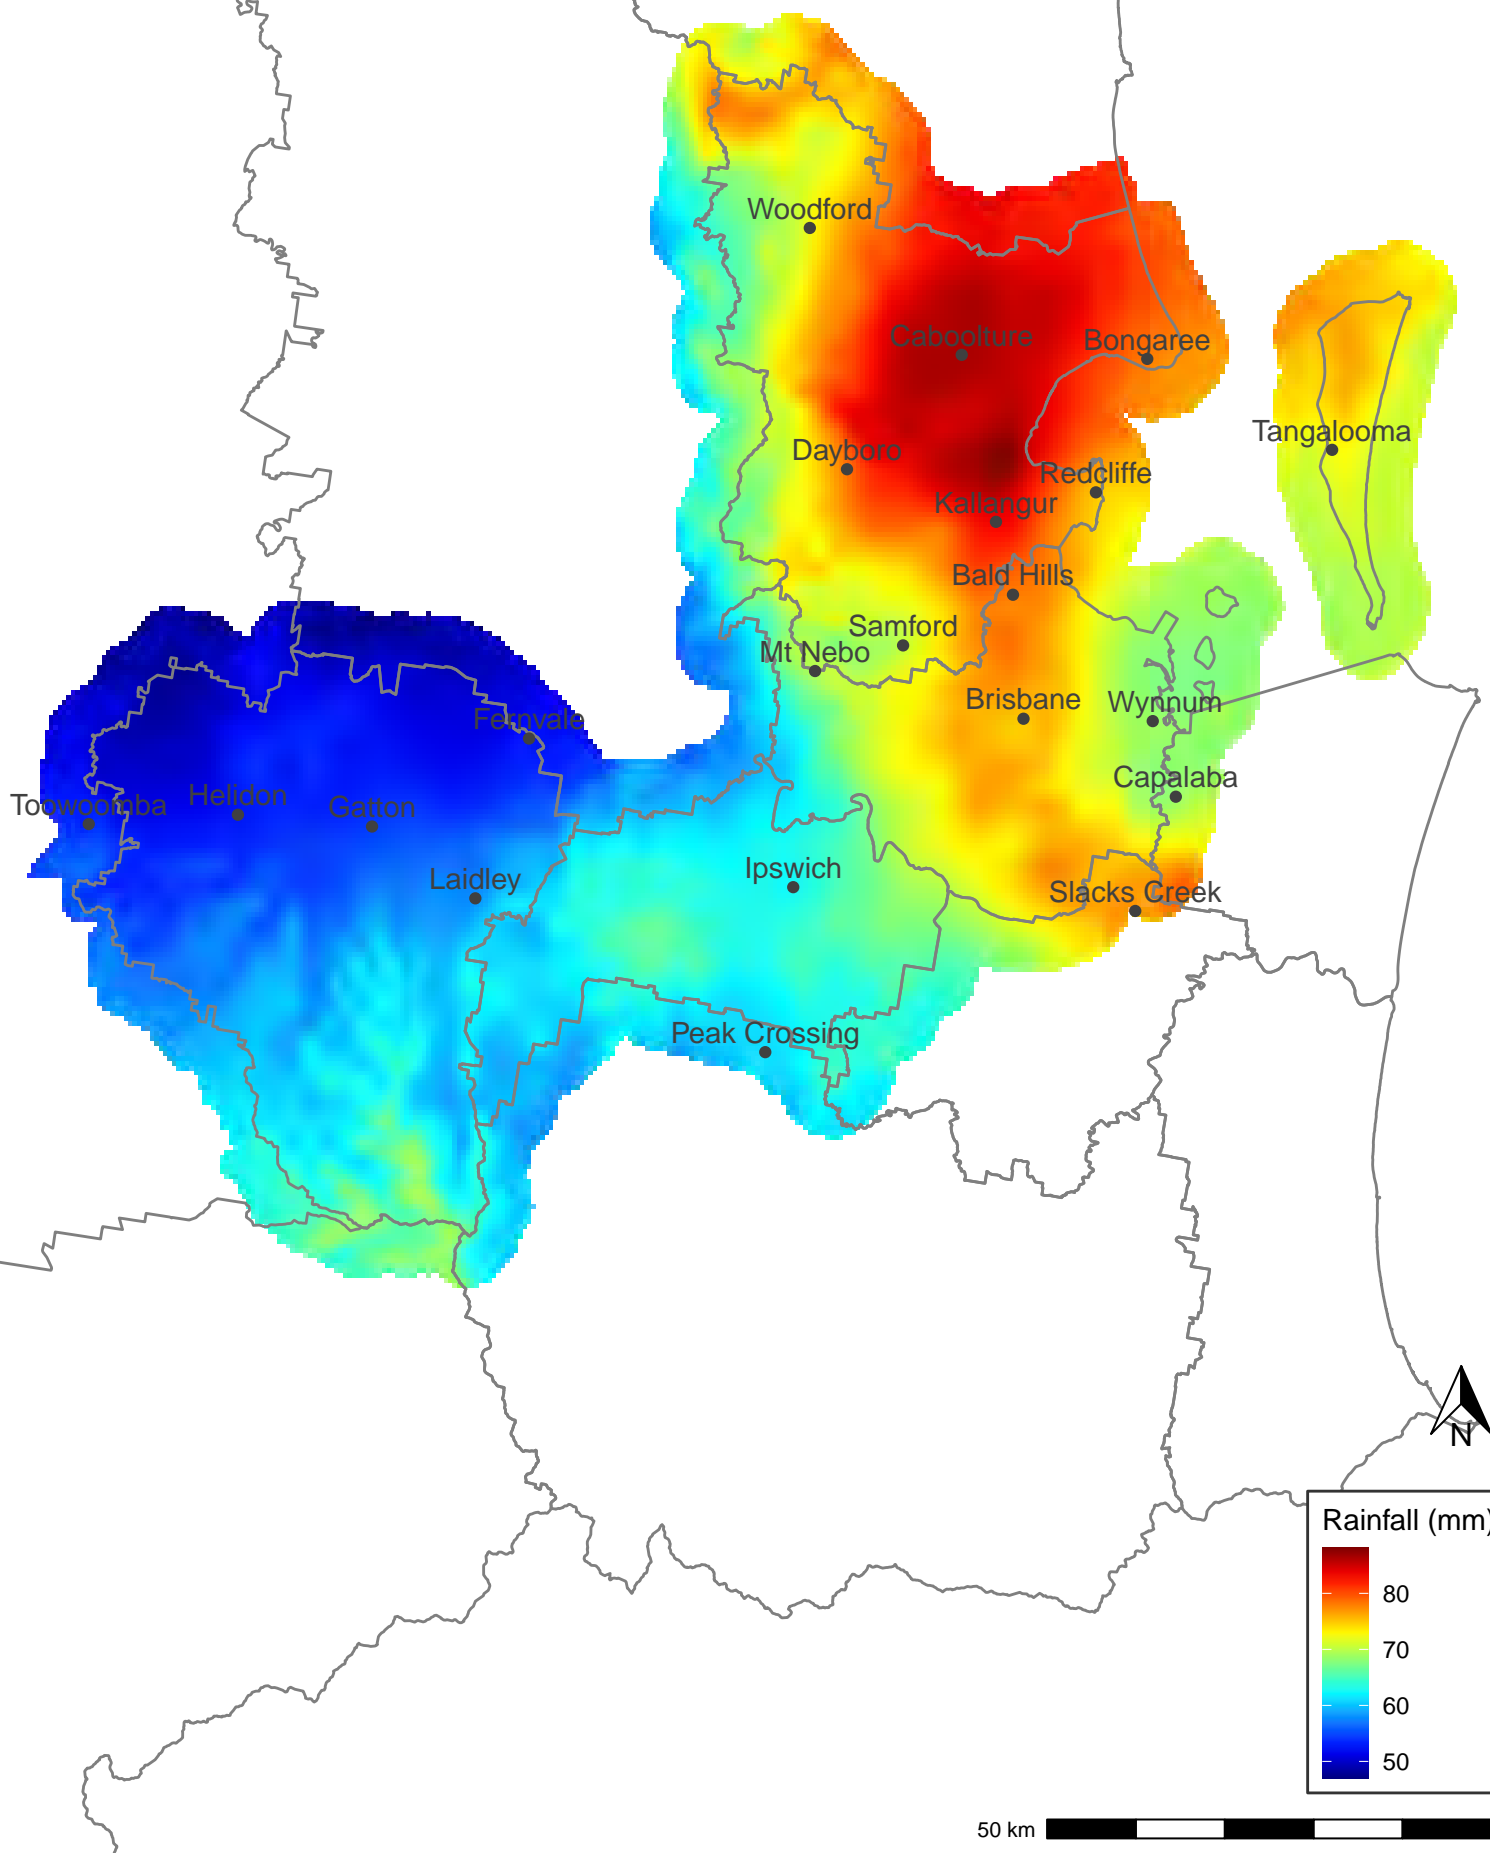 Woodford
Caboolture
Bongaree
Tangalooma
Dayboro
Redcliffe
Kallangur
Bald Hills
Samford
Mt Nebo
Brisbane
Wynnum
Fernvale
Capalaba
Toowoomba
Helidon
Gatton
Ipswich
Laidley
Slacks Creek
Peak Crossing
N
Rainfall (mm)
80
70
60
50
50 km